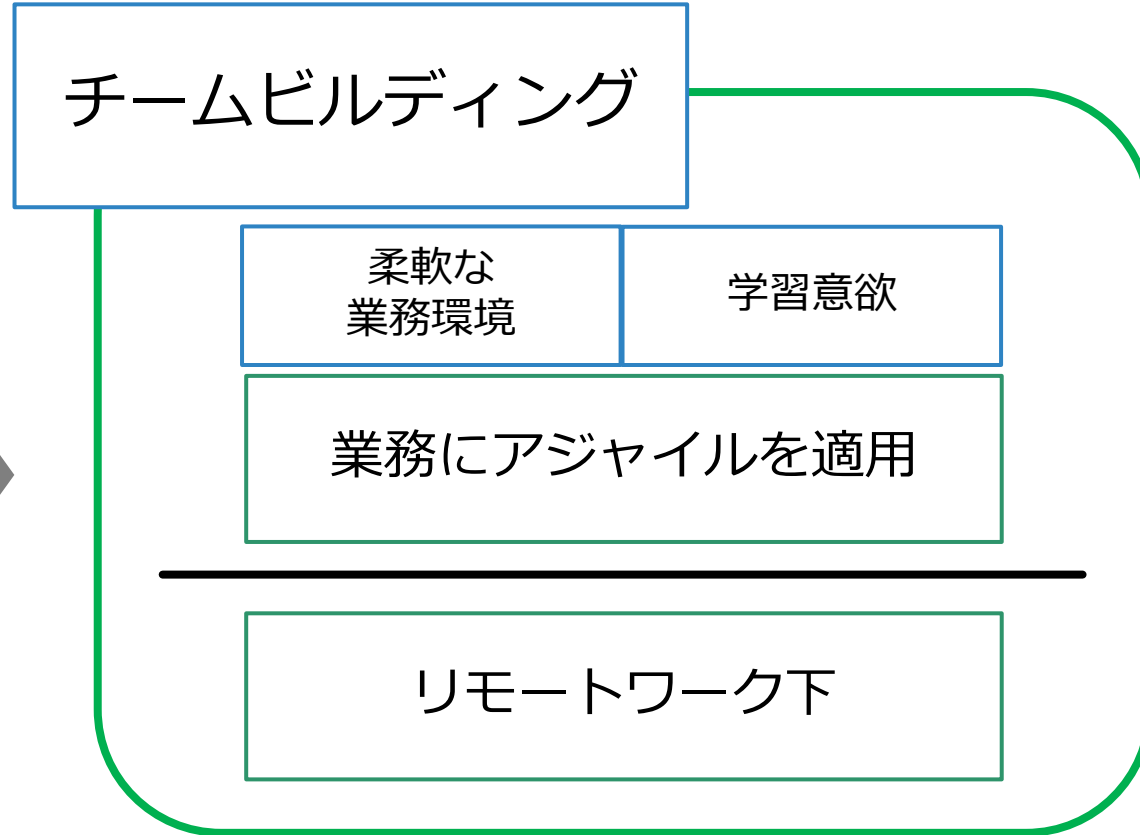 チームビルディング
柔軟な
業務環境
学習意欲
業務にアジャイルを適用
リモートワーク下